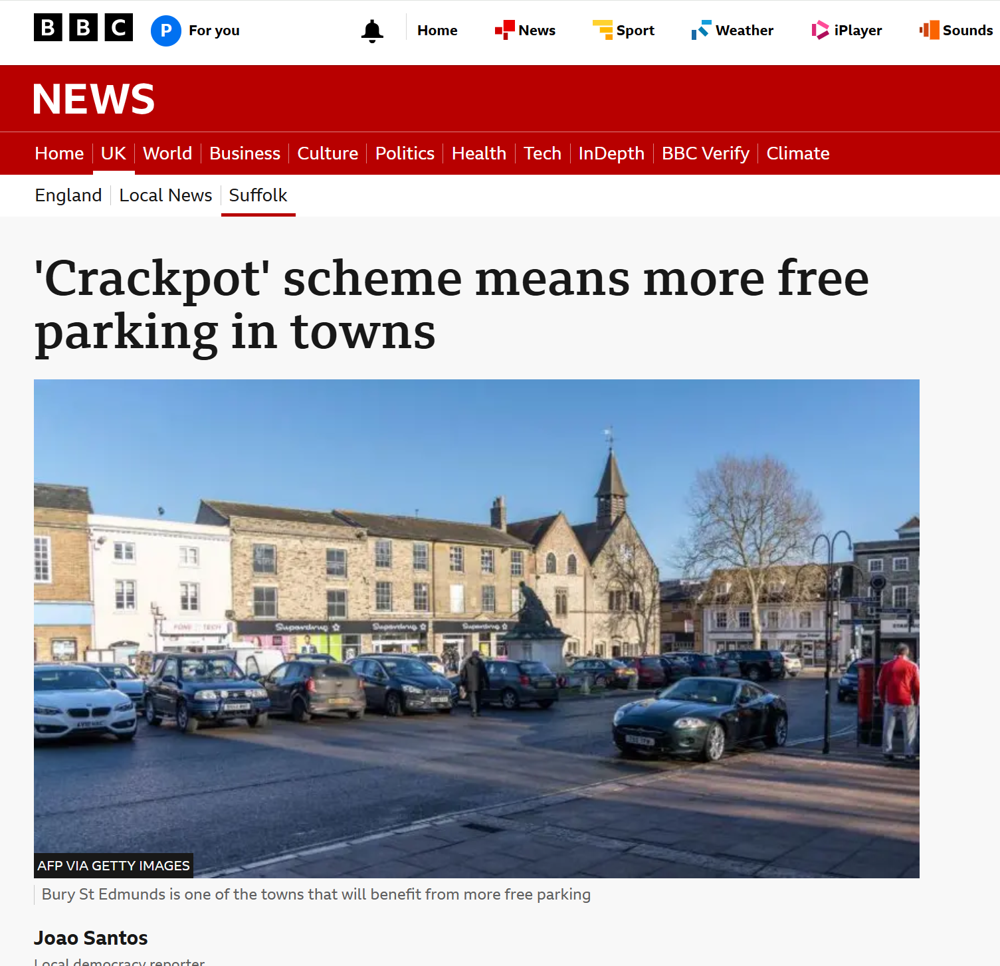 BBC
P For you
Home
News
Sport
Weather
iPlayer
Sounds
NEWS
Home
UK
World
Business
Culture
Politics
Health
Tech
InDepth
BBC Verify
Climate
England
Local News
Suffolk
'Crackpot' scheme means more free
parking in towns
FONE TECH
Superdrug
Superdrug
Superdrug
AFP VIA GETTY IMAGES
Bury St Edmunds is one of the towns that will benefit from more free parking
Joao Santos
Local democracy reporter